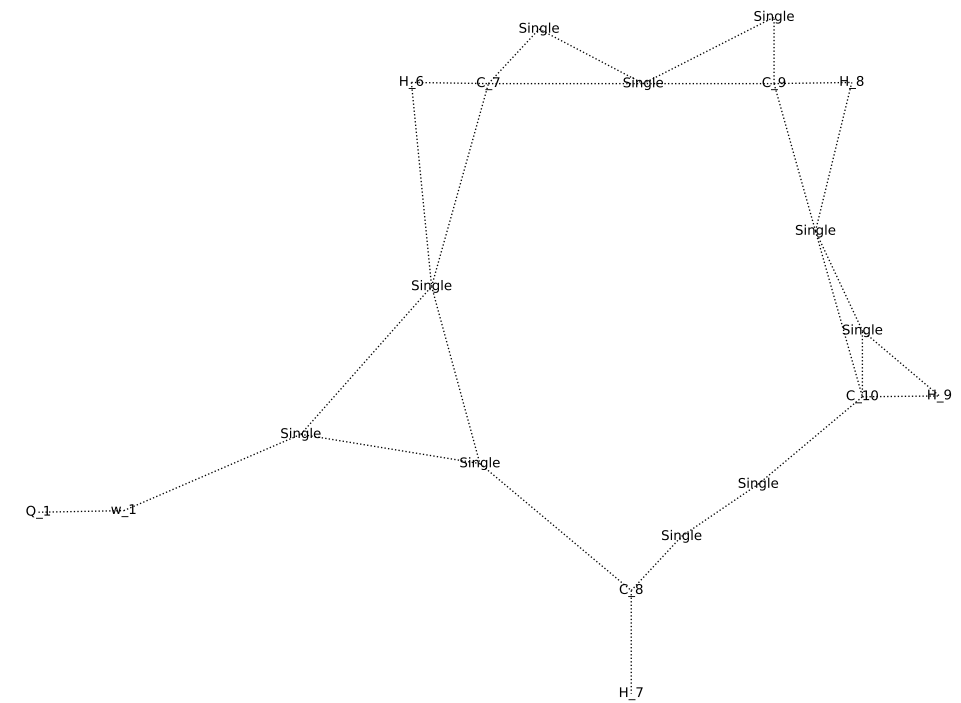 Single
Single
H_6
C_7
Single
C_9
H_8
Single
Single
Single
C_10
H_9
Single
Single
Single
Q_1
w_1
Single
C_8
H_7